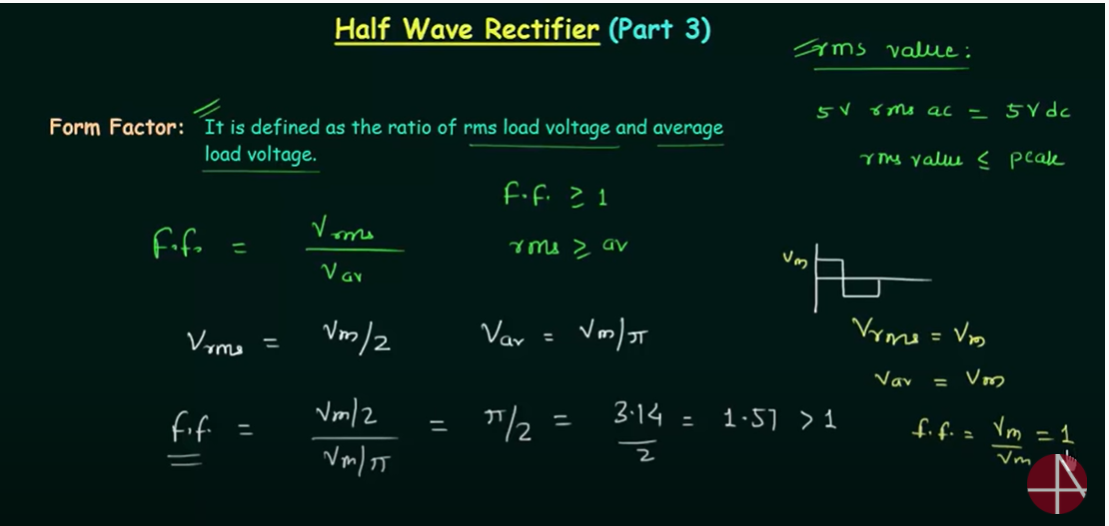 Half Wave Rectifier (Part 3)
rms value:
5V rms ac = 5V dc
rms value ≤ peak
Form Factor: It is defined as the ratio of rms load voltage and average
load voltage.
f.f. ≥ 1
rms ≥ av
f.f. = Vrms / Vav
Vm
Vrms = Vm/2
Vav = Vm/π
Vrms = Vm
Vav = Vm
f.f. = Vm/2 / Vm/π = π/2 = 3.14 / 2 = 1.57 > 1
f.f. = Vm / Vm = 1